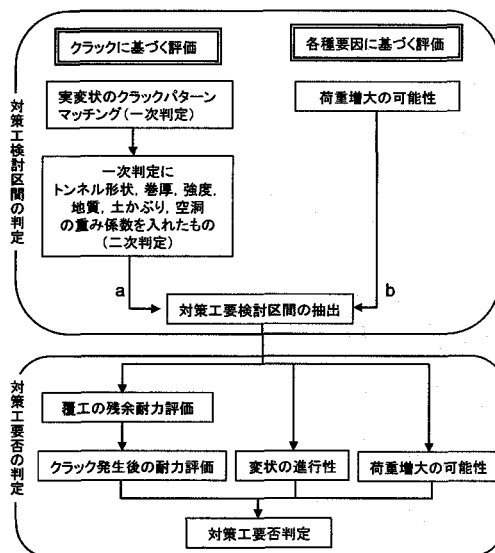 クラックに基づく評価
各種要因に基づく評価
実変状のクラックパターン
マッチング(一次判定)
荷重増大の可能性
一次判定に
トンネル形状, 巻厚, 強度,
地質, 土かぶり, 空洞
の重み係数を入れたもの
(二次判定)
a
b
対策工要検討区間の抽出
対策工検討区間の判定
覆工の残余耐力評価
クラック発生後の耐力評価
変状の進行性
荷重増大の可能性
対策工要否判定
対策工要否の判定